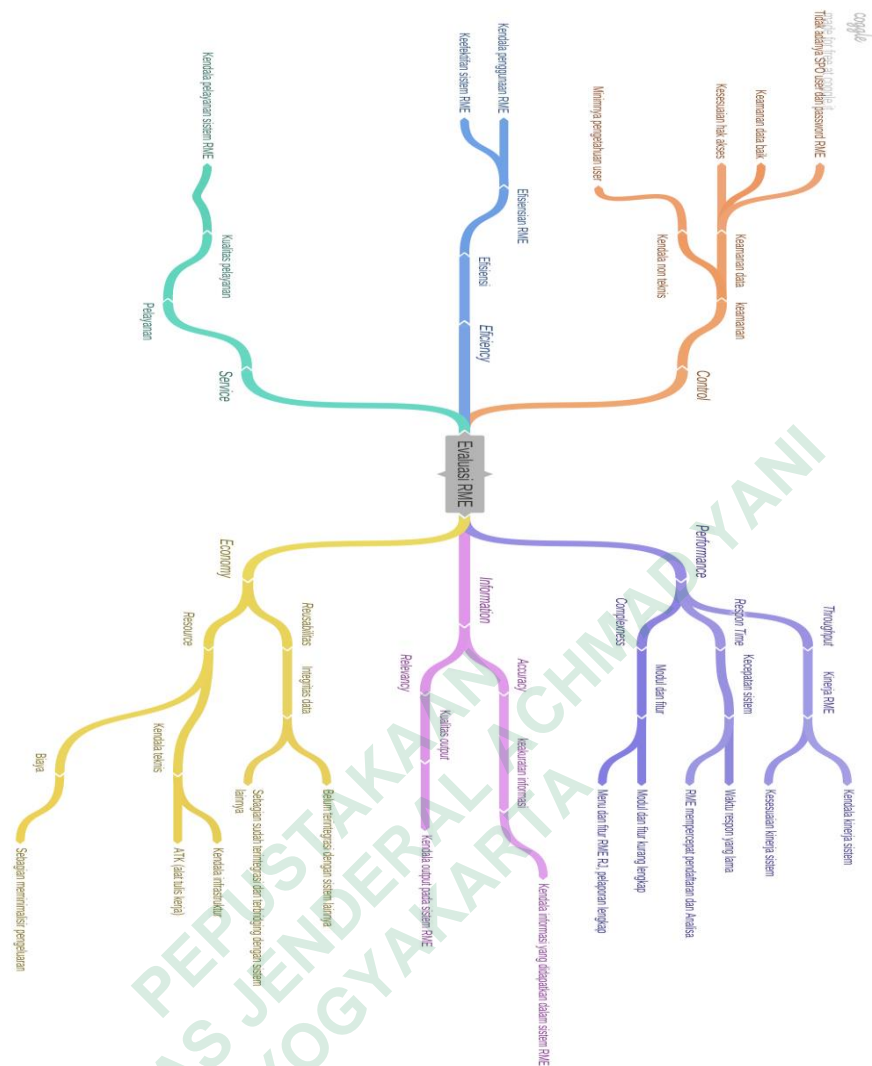 coggle
made for free at coggle.it
Evaluasi RME
Performance
Throughput
Kinerja RME
Kendala kinerja sistem
Kesesuaian kinerja sistem
Respon Time
Kecepatan sistem
Waktu respon yang lama
RME mempercepat pendaftaran dan Analisa
Complexness
Modul dan fitur
Modul dan fitur kurang lengkap
Menu dan fitur RME RJ, pelaporan lengkap
Information
Accuracy
keakuratan informasi
Kendala informasi yang didapatkan dalam sistem RME
Relevancy
Kualitas output
Kendala output pada sistem RME
Economy
Reusabilitas
Integritas data
Belum terintegrasi dengan sistem lainnya
Sebagian sudah terintegrasi dan terbridging dengan sistem
lainnya
Resource
Kendala teknis
Kendala infrastruktur
ATK (alat tulis kerja)
Biaya
Sebagian meminimalisir pengeluaran
Control
keamanan
Keamanan data
Tidak adanya SPO user dan password RME
Keamanan data baik
Kesesuaian hak akses
Kendala non teknis
Minimnya pengetahuan user
Eficiency
Efisiensi
Efisiensian RME
Kendala penggunaan RME
Keefektifan sistem RME
Service
Pelayanan
Kualitas pelayanan
Kendala pelayanan sistem RME
PEPUSTAKAAN
AS JENDERAL ACHMAD YANI
YOGYAKARTA